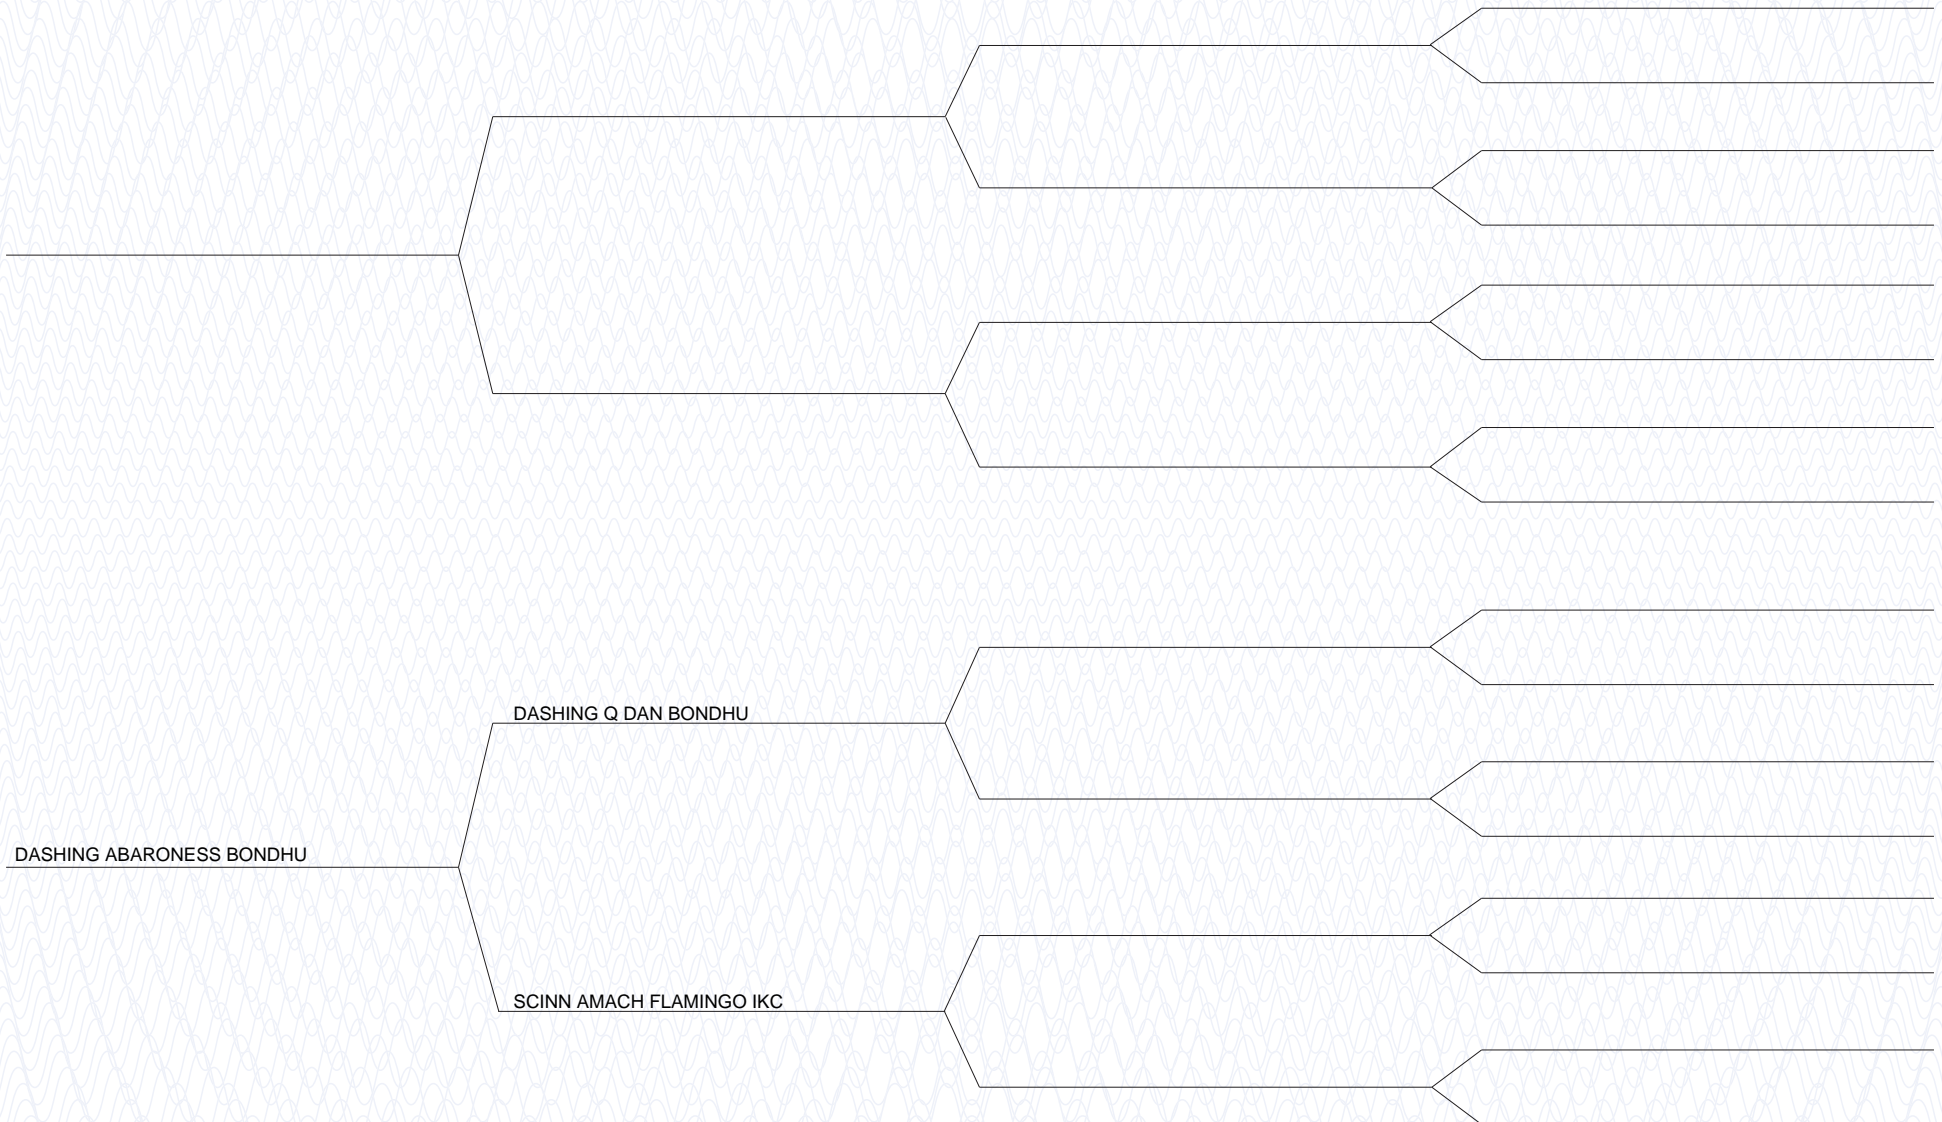 DASHING Q DAN BONDHU
DASHING ABARONESS BONDHU
SCINN AMACH FLAMINGO IKC